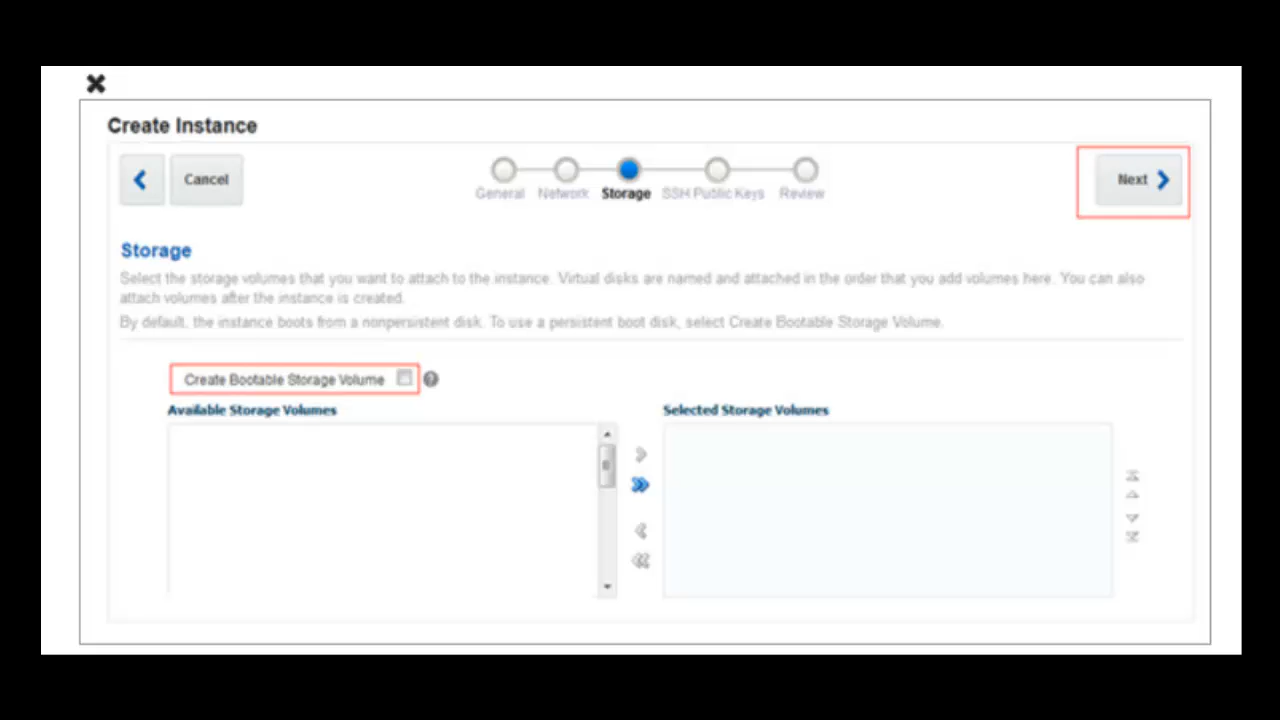 Create Instance
Cancel
General Network Storage SSH Public Keys Review
Next
Storage
Select the storage volumes that you want to attach to the instance. Virtual disks are named and attached in the order that you add volumes here. You can also
attach volumes after the instance is created.
By default, the instance boots from a nonpersistent disk. To use a persistent boot disk, select Create Bootable Storage Volume.
Create Bootable Storage Volume ?
Available Storage Volumes Selected Storage Volumes